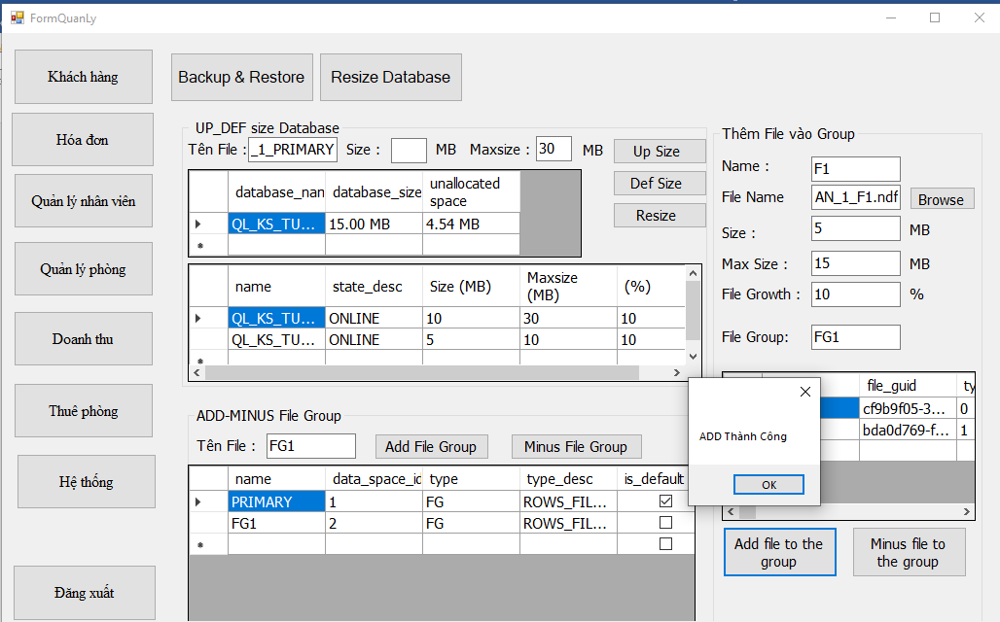 FormQuanLy
Khách hàng
Hóa đơn
Quản lý nhân viên
Quản lý phòng
Doanh thu
Thuê phòng
Hệ thống
Đăng xuất
Backup & Restore
Resize Database
UP_DEF size Database
Tên File : _1_PRIMARY Size : MB Maxsize : 30 MB
Up Size
Def Size
Resize
database_nan database_size unallocated
space
QL_KS_TU... 15.00 MB 4.54 MB
name state_desc Size (MB) Maxsize
(MB) (%)
QL_KS_TU... ONLINE 10 30 10
QL_KS_TU... ONLINE 5 10 10
ADD-MINUS File Group
Tên File : FG1 Add File Group Minus File Group
name data_space_id type type_desc is_default
PRIMARY 1 FG ROWS_FIL...
FG1 2 FG ROWS_FIL...
Thêm File vào Group
Name : F1
File Name AN_1_F1.ndf Browse
Size : 5 MB
Max Size : 15 MB
File Growth : 10 %
File Group: FG1
file_guid ty
cf9b9f05-3... 0
bda0d769-f... 1
ADD Thành Công
OK
Add file to the
group
Minus file to
the group